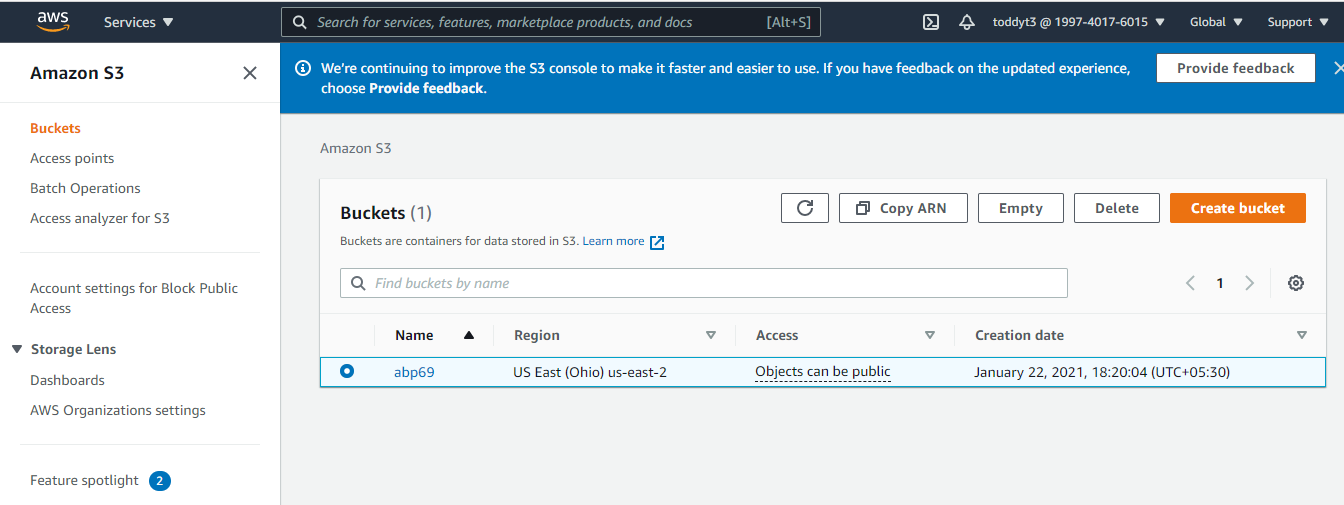 aws
Services
Search for services, features, marketplace products, and docs [Alt+S]
toddyt3 @ 1997-4017-6015
Global
Support
Amazon S3
Buckets
Access points
Batch Operations
Access analyzer for S3
Account settings for Block Public
Access
Storage Lens
Dashboards
AWS Organizations settings
Feature spotlight 2
We're continuing to improve the S3 console to make it faster and easier to use. If you have feedback on the updated experience,
choose Provide feedback.
Provide feedback
Amazon S3
Buckets (1)
Copy ARN
Empty
Delete
Create bucket
Buckets are containers for data stored in S3. Learn more
Find buckets by name
1
Name Region Access Creation date
abp69 US East (Ohio) us-east-2 Objects can be public January 22, 2021, 18:20:04 (UTC+05:30)